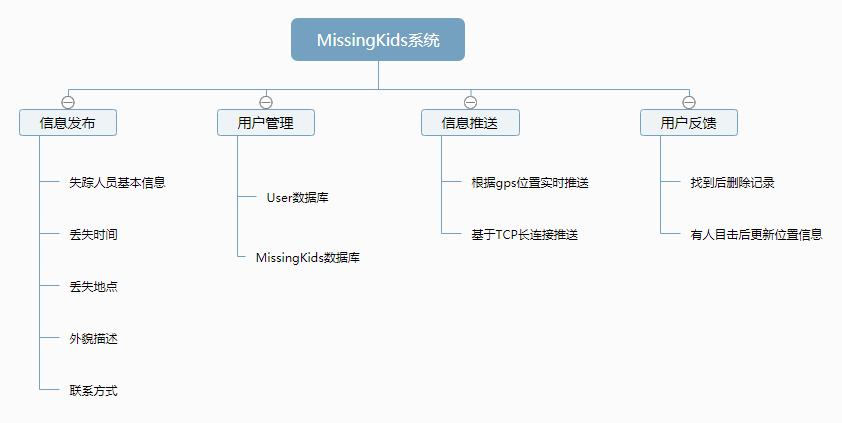 MissingKids系统
信息发布
用户管理
信息推送
用户反馈
失踪人员基本信息
丢失时间
丢失地点
外貌描述
联系方式
User数据库
MissingKids数据库
根据gps位置实时推送
基于TCP长连接推送
找到后删除记录
有人目击后更新位置信息